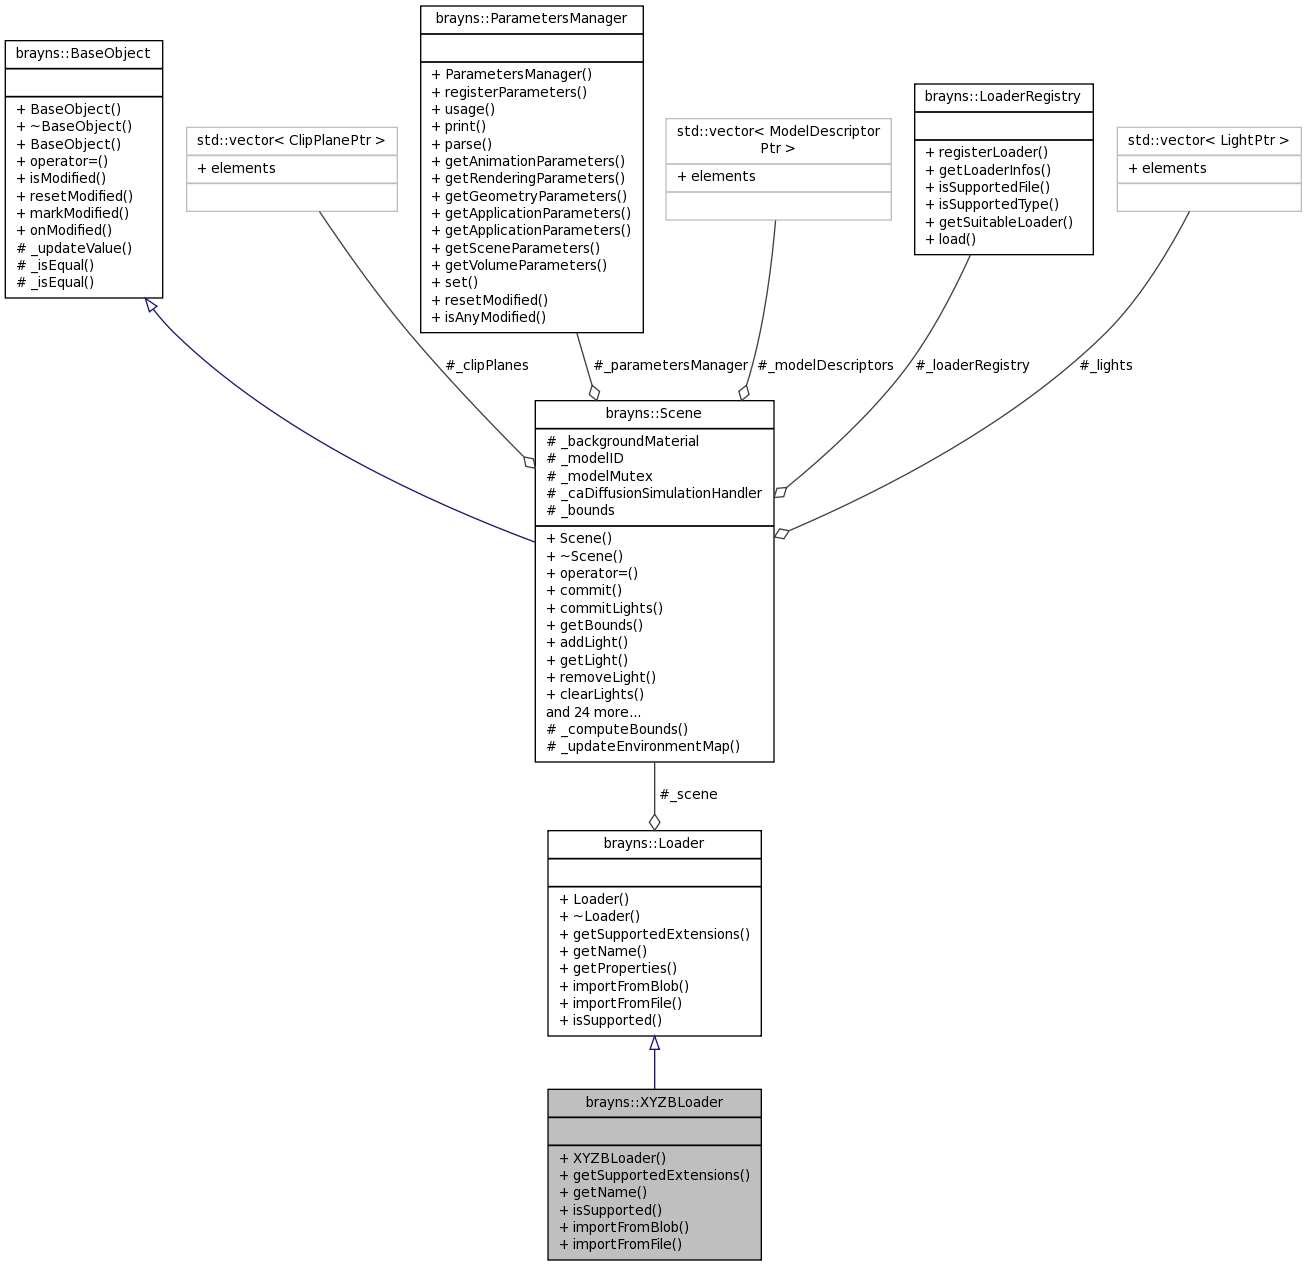 brayns::BaseObject
+ BaseObject()
+ ~BaseObject()
+ BaseObject()
+ operator=()
+ isModified()
+ resetModified()
+ markModified()
+ onModified()
# _updateValue()
# _isEqual()
# _isEqual()
std::vector< ClipPlanePtr >
+ elements
brayns::ParametersManager
+ ParametersManager()
+ registerParameters()
+ usage()
+ print()
+ parse()
+ getAnimationParameters()
+ getRenderingParameters()
+ getGeometryParameters()
+ getApplicationParameters()
+ getApplicationParameters()
+ getSceneParameters()
+ getVolumeParameters()
+ set()
+ resetModified()
+ isAnyModified()
std::vector< ModelDescriptor
Ptr >
+ elements
brayns::LoaderRegistry
+ registerLoader()
+ getLoaderInfos()
+ isSupportedFile()
+ isSupportedType()
+ getSuitableLoader()
+ load()
std::vector< LightPtr >
+ elements
#_clipPlanes
#_parametersManager
#_modelDescriptors
#_loaderRegistry
#_lights
brayns::Scene
# _backgroundMaterial
# _modelID
# _modelMutex
# _caDiffusionSimulationHandler
# _bounds
+ Scene()
+ ~Scene()
+ operator=()
+ commit()
+ commitLights()
+ getBounds()
+ addLight()
+ getLight()
+ removeLight()
+ clearLights()
and 24 more...
# _computeBounds()
# _updateEnvironmentMap()
#_scene
brayns::Loader
+ Loader()
+ ~Loader()
+ getSupportedExtensions()
+ getName()
+ getProperties()
+ importFromBlob()
+ importFromFile()
+ isSupported()
brayns::XYZBLoader
+ XYZBLoader()
+ getSupportedExtensions()
+ getName()
+ isSupported()
+ importFromBlob()
+ importFromFile()